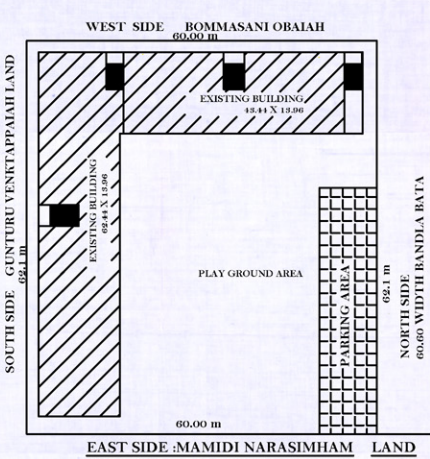 WEST SIDE BOMMASANI OBAIAH
60.00 m
EXISTING BUILDING
43.44 X 13.96
SOUTH SIDE GUNTURU VENKTAPPAIAH LAND
62.1 m
EXISTING BUILDING
62.44 X 13.96
PLAY GROUND AREA
PARKING AREA
62.1 m
NORTH SIDE
60.60 WIDTH BANDLA BATA
60.00 m
EAST SIDE :MAMIDI NARASIMHAM LAND